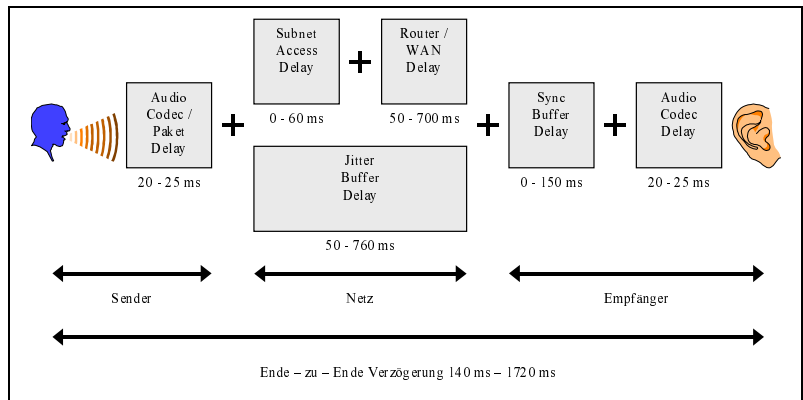 Subnet
Access
Delay
0 - 60 ms
Router /
WAN
Delay
50 - 700 ms
Audio
Codec /
Paket
Delay
20 - 25 ms
Jitter
Buffer
Delay
50 - 760 ms
Sync
Buffer
Delay
0 - 150 ms
Audio
Codec
Delay
20 - 25 ms
Sender
Netz
Empfänger
Ende – zu – Ende Verzögerung 140 ms – 1720 ms